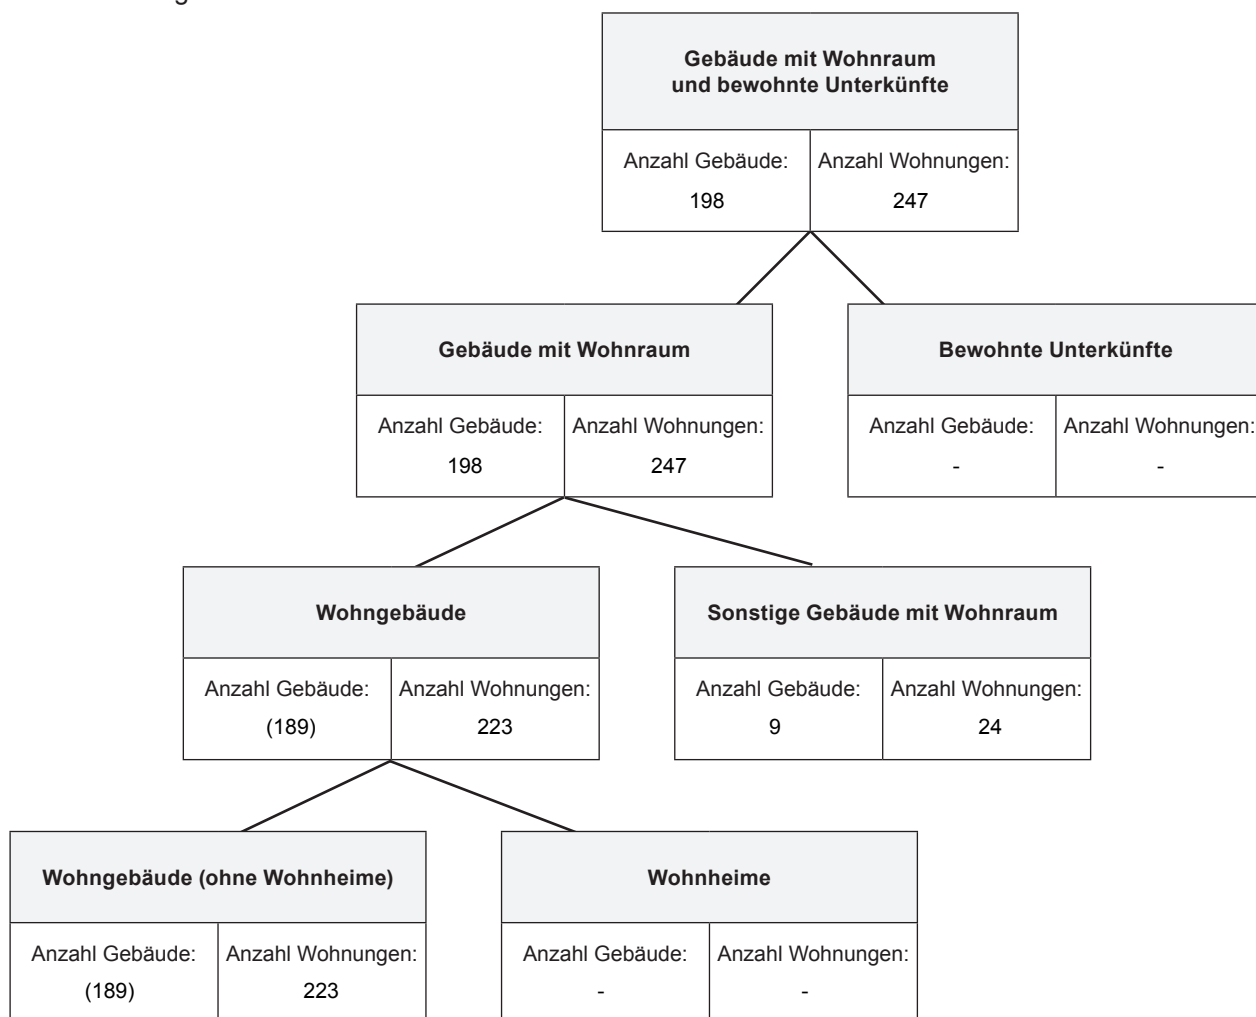 Gebäude mit Wohnraum
und bewohnte Unterkünfte
Anzahl Gebäude: Anzahl Wohnungen:
198 247
Gebäude mit Wohnraum
Bewohnte Unterkünfte
Anzahl Gebäude: Anzahl Wohnungen:
198 247
Anzahl Gebäude: Anzahl Wohnungen:
- -
Wohngebäude
Sonstige Gebäude mit Wohnraum
Anzahl Gebäude: Anzahl Wohnungen:
(189) 223
Anzahl Gebäude: Anzahl Wohnungen:
9 24
Wohngebäude (ohne Wohnheime)
Wohnheime
Anzahl Gebäude: Anzahl Wohnungen:
(189) 223
Anzahl Gebäude: Anzahl Wohnungen:
- -